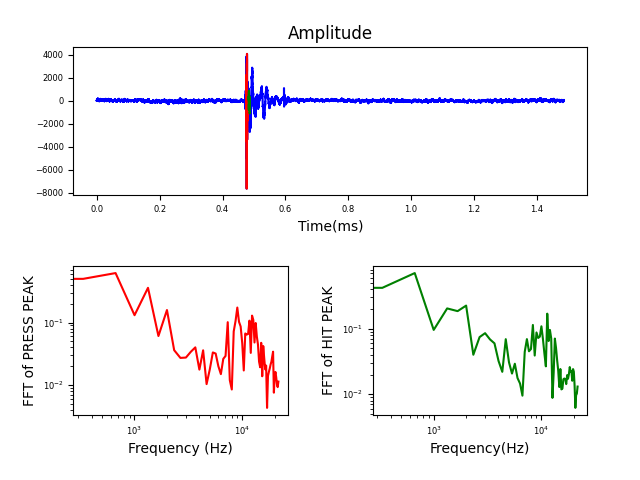 Amplitude
4000
2000
0
−2000
−4000
−6000
−8000
0.0 0.2 0.4 0.6 0.8 1.0 1.2 1.4
Time(ms)
FFT of PRESS PEAK
10⁻¹
10⁻²
10³ 10⁴
Frequency (Hz)
FFT of HIT PEAK
10⁻¹
10⁻²
10³ 10⁴
Frequency(Hz)